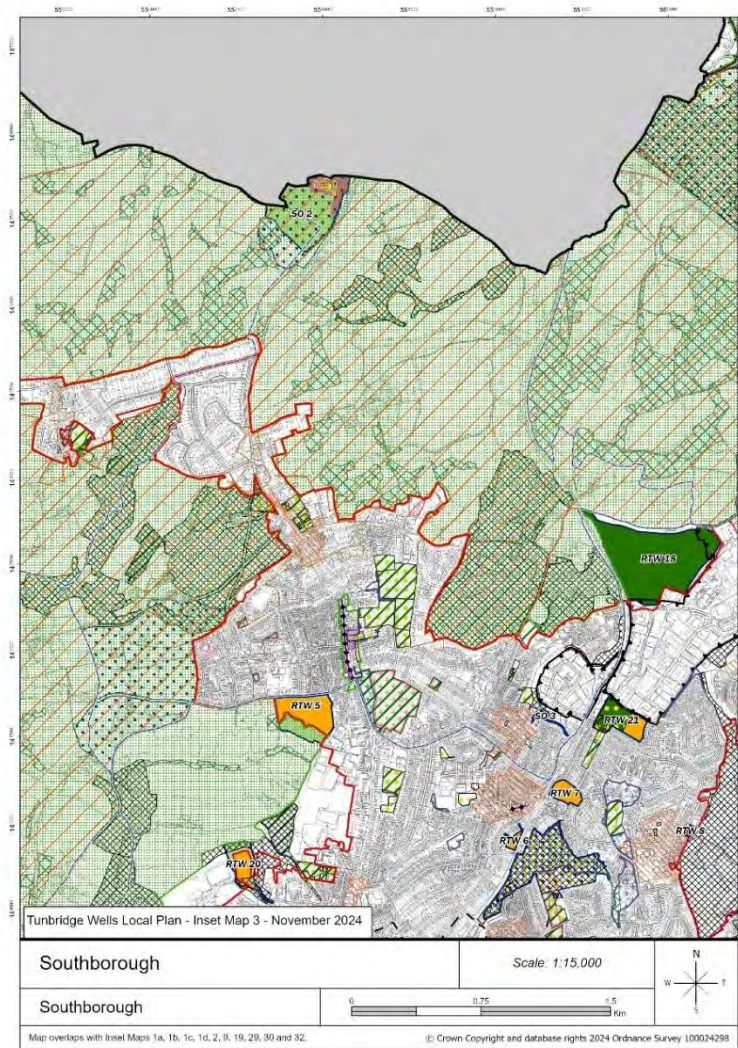 SO 2
RTW 15
RTW 5
SO 3
RTW 21
RTW 7
RTW 6
RTW 8
RTW 20
Tunbridge Wells Local Plan - Inset Map 3 - November 2024
Southborough
Scale: 1:15,000
Southborough
0 0.75 1.5
Km
N
W
S
Map overlaps with Inset Maps 1a, 1b, 1c, 1d, 2, 9, 19, 29, 30 and 32.
© Crown Copyright and database rights 2024 Ordnance Survey 100024298